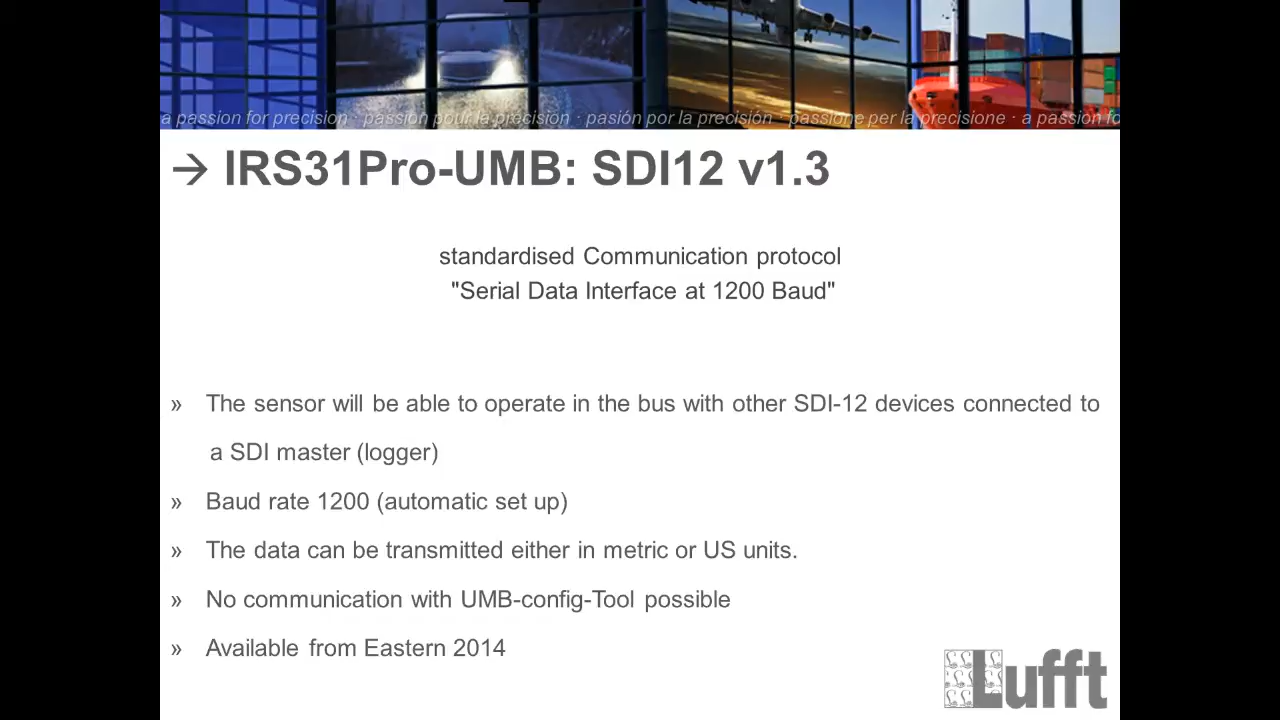 a passion for precision · passion pour la précision · pasión por la precisión · passione per la precisione · a passion fo
→ IRS31Pro-UMB: SDI12 v1.3
standardised Communication protocol
"Serial Data Interface at 1200 Baud"
» The sensor will be able to operate in the bus with other SDI-12 devices connected to
a SDI master (logger)
» Baud rate 1200 (automatic set up)
» The data can be transmitted either in metric or US units.
» No communication with UMB-config-Tool possible
» Available from Eastern 2014
Lufft